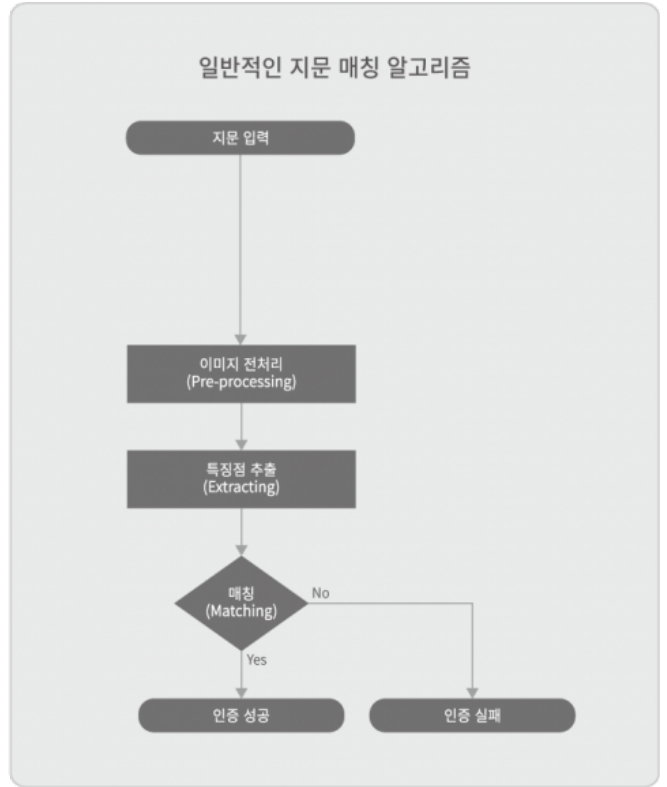 일반적인 지문 매칭 알고리즘
지문 입력
이미지 전처리
(Pre-processing)
특징점 추출
(Extracting)
매칭
(Matching)
No
Yes
인증 성공
인증 실패